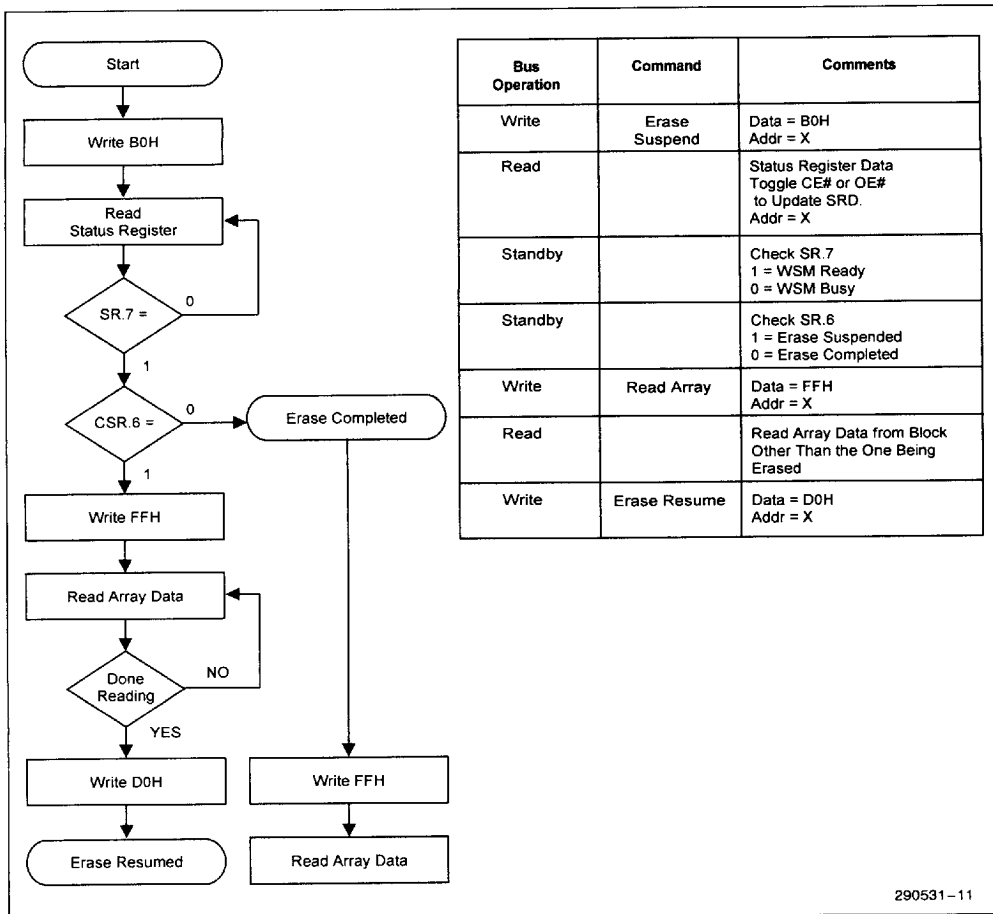 Start
Write B0H
Read
Status Register
SR.7 =
0
1
CSR.6 =
0
1
Erase Completed
Write FFH
Read Array Data
Done
Reading
NO
YES
Write D0H
Erase Resumed
Write FFH
Read Array Data
Bus
Operation
Command
Comments
Write
Erase
Suspend
Data = B0H
Addr = X
Read
Status Register Data
Toggle CE# or OE#
to Update SRD.
Addr = X
Standby
Check SR.7
1 = WSM Ready
0 = WSM Busy
Standby
Check SR.6
1 = Erase Suspended
0 = Erase Completed
Write
Read Array
Data = FFH
Addr = X
Read
Read Array Data from Block
Other Than the One Being
Erased
Write
Erase Resume
Data = D0H
Addr = X
290531–11